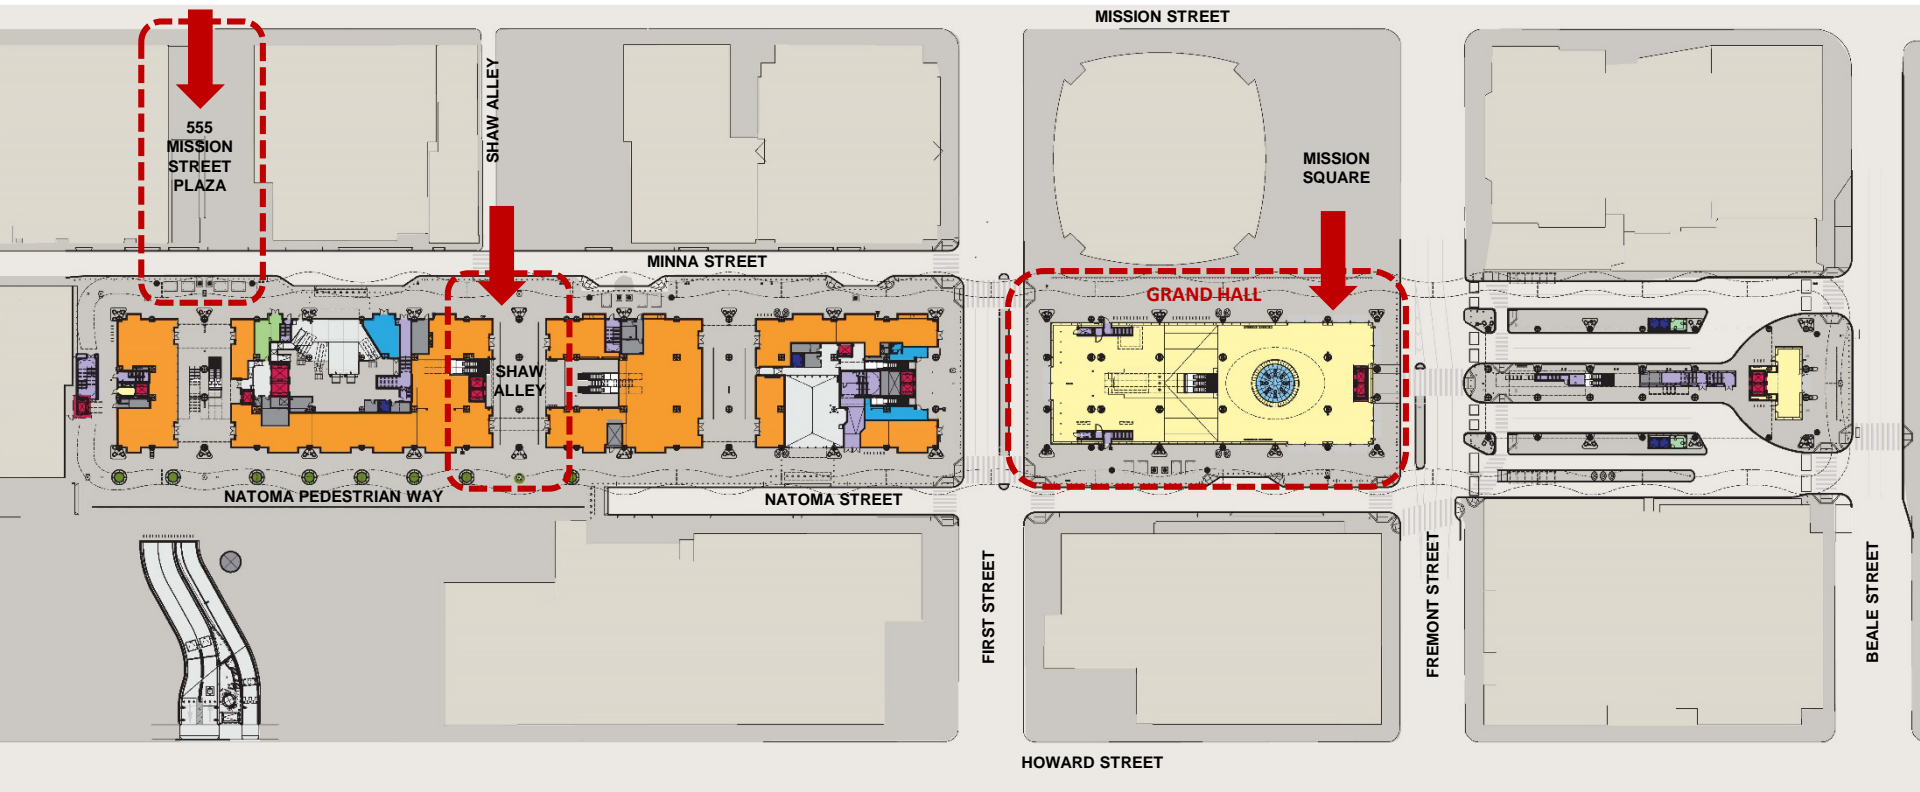 MISSION STREET
SHAW ALLEY
555
MISSION
STREET
PLAZA
MISSION
SQUARE
MINNA STREET
GRAND HALL
SHAW
ALLEY
NATOMA PEDESTRIAN WAY
NATOMA STREET
FIRST STREET
FREMONT STREET
BEALE STREET
HOWARD STREET